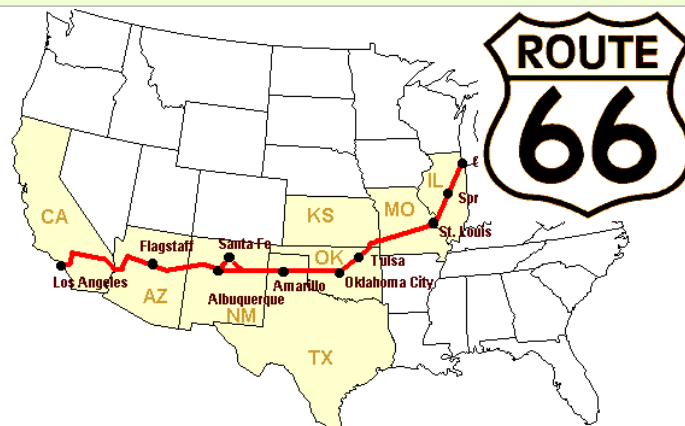 ROUTE
66
IL
Spr
CA
KS
MO
St. Louis
Flagstaff
Santa Fe
OK
Tulsa
Los Angeles
AZ
Albuquerque
NM
Amarillo
Oklahoma City
TX